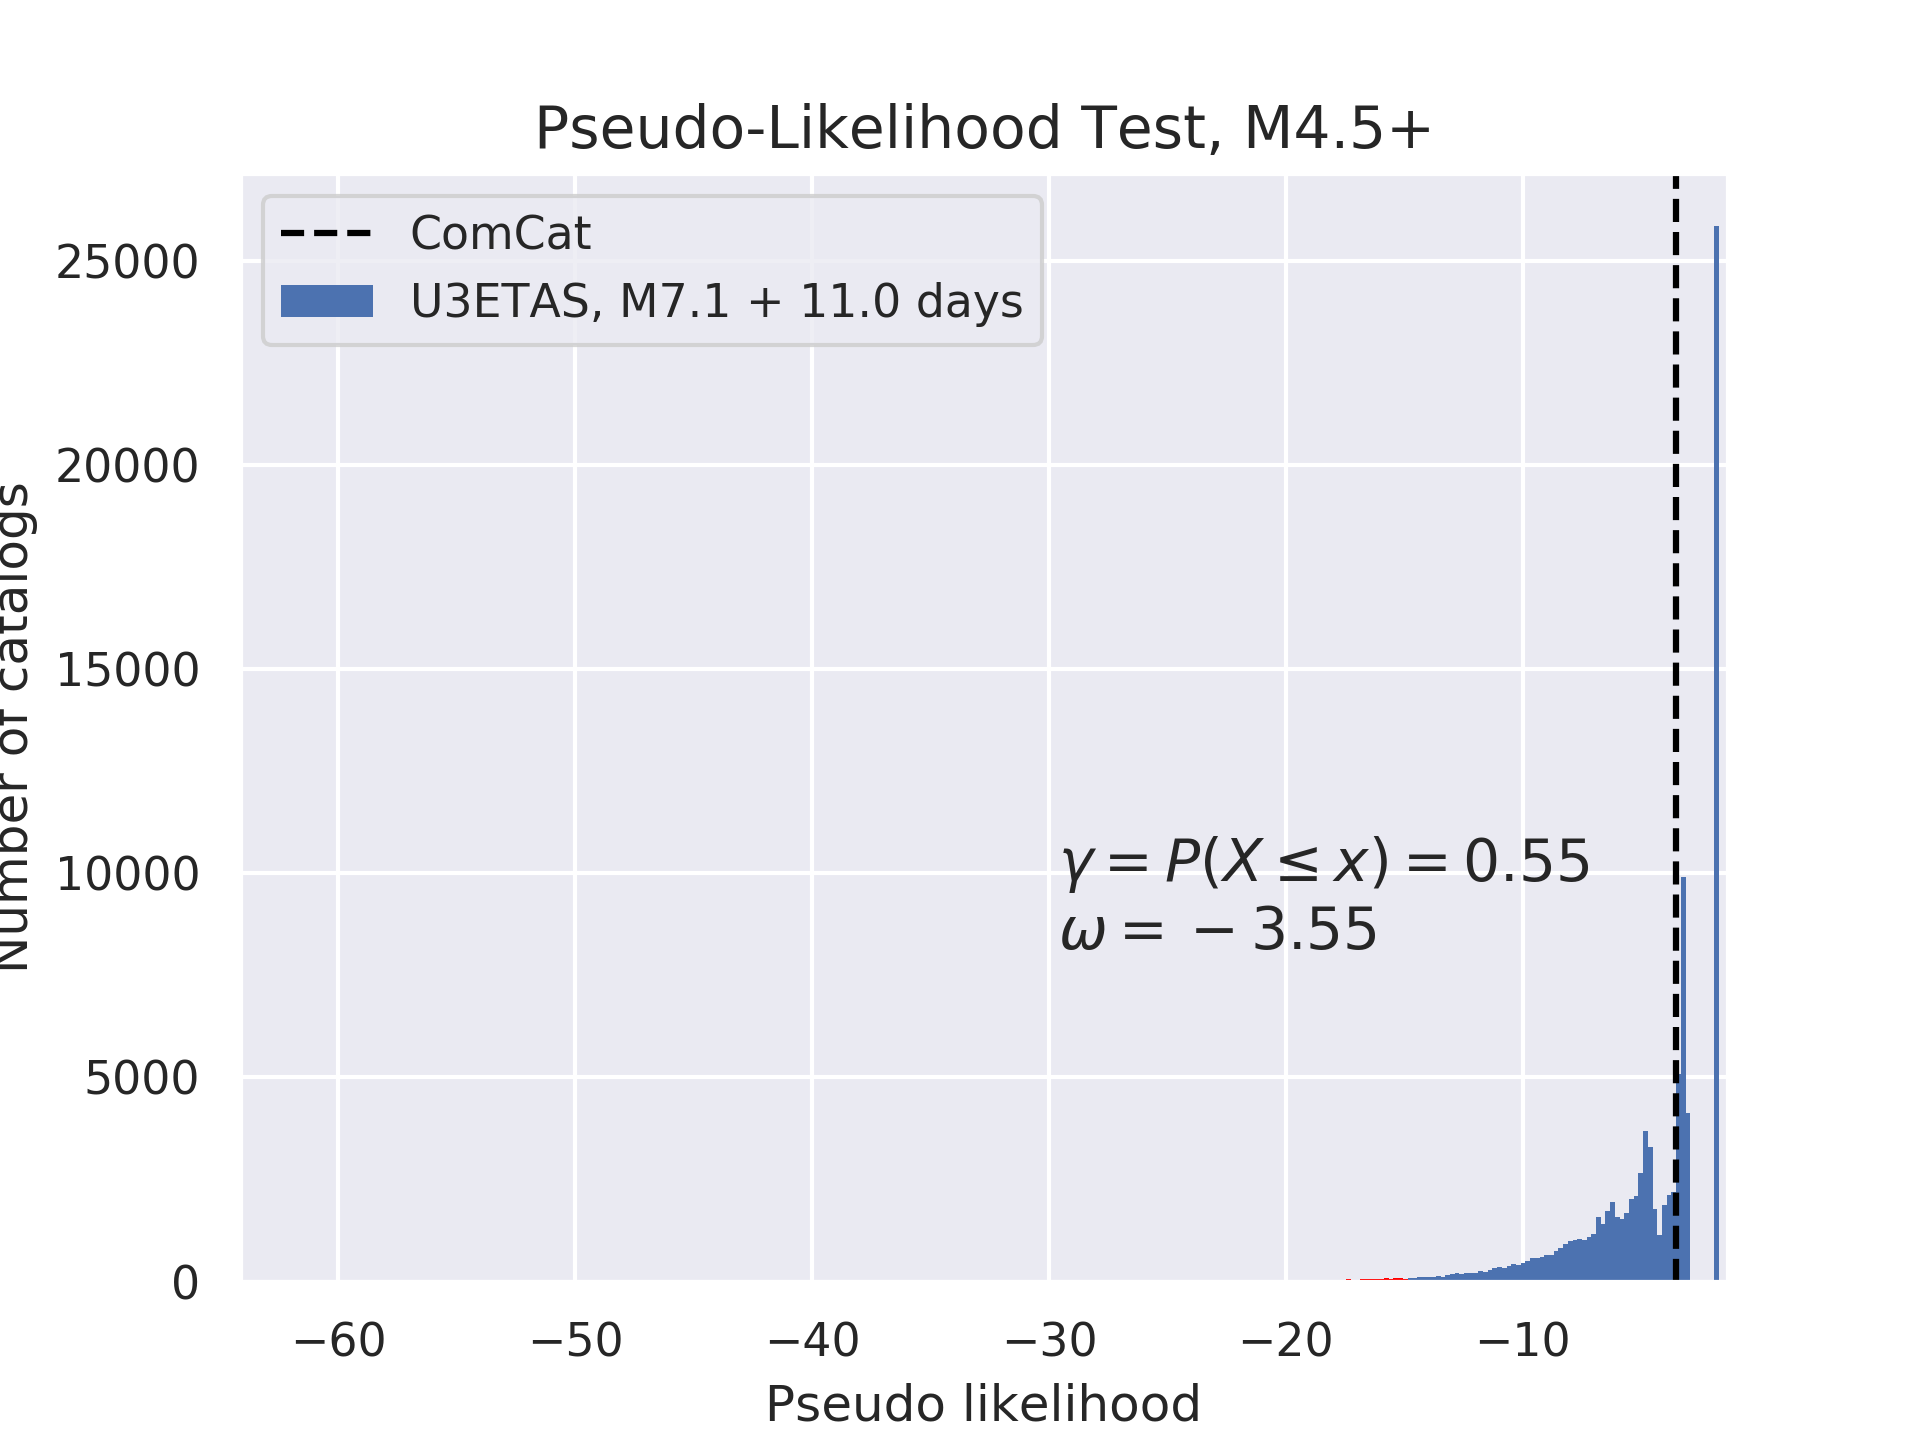 Pseudo-Likelihood Test, M4.5+
ComCat
U3ETAS, M7.1 + 11.0 days
25000
20000
15000
10000
5000
0
Number of catalogs
γ = P(X ≤ x) = 0.55
ω = − 3.55
−60 −50 −40 −30 −20 −10
Pseudo likelihood